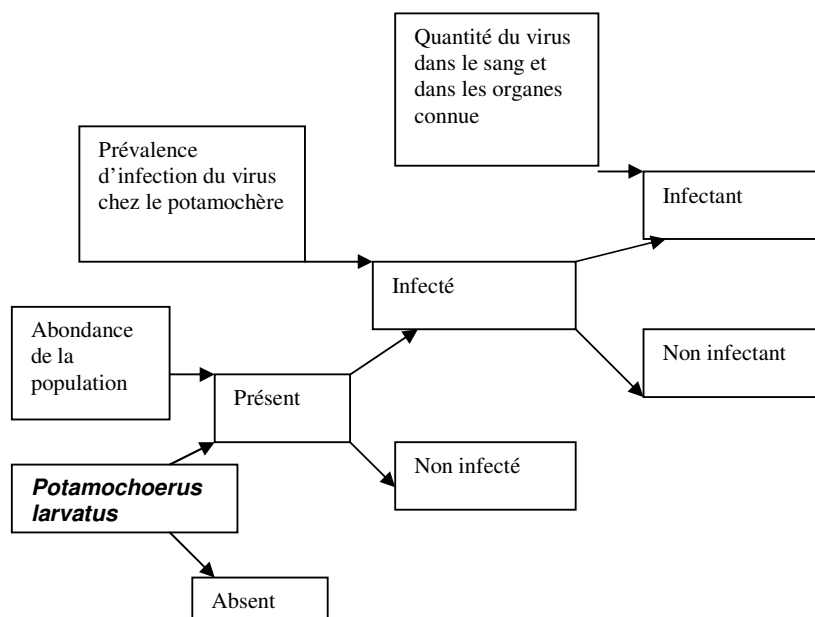 Quantité du virus
dans le sang et
dans les organes
connue
Prévalence
d'infection du virus
chez le potamochère
Infectant
Infecté
Abondance
de la
population
Non infectant
Présent
Non infecté
Potamochoerus
larvatus
Absent